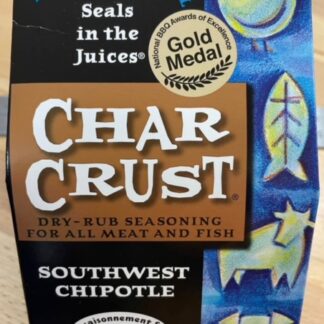 Seals
in the
Juices®
National BBQ Awards of Excellence
Gold
Medal
CHAR
CRUST®
DRY-RUB SEASONING
FOR ALL MEAT AND FISH
SOUTHWEST
CHIPOTLE